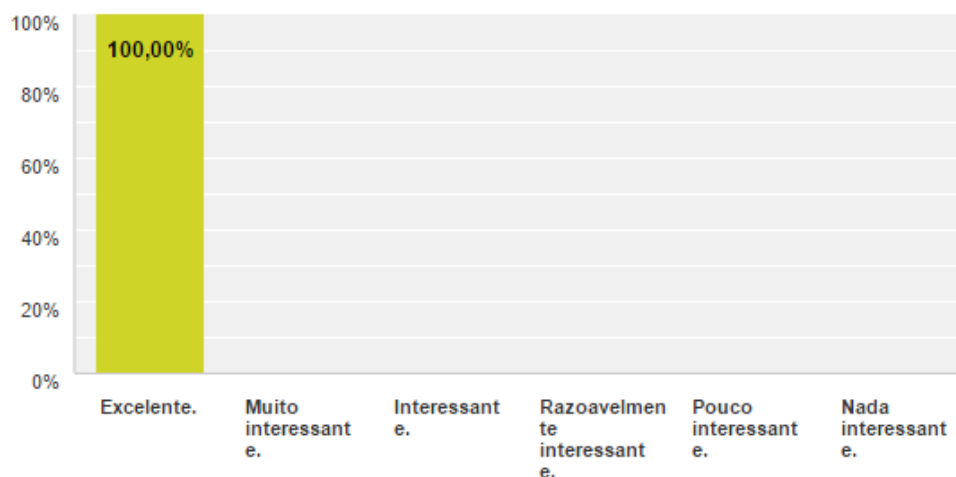 100%
100,00%
80%
60%
40%
20%
0%
Excelente.
Muito
interessant
e.
Interessant
e.
Razoavelmen
te
interessant
e.
Pouco
interessant
e.
Nada
interessant
e.